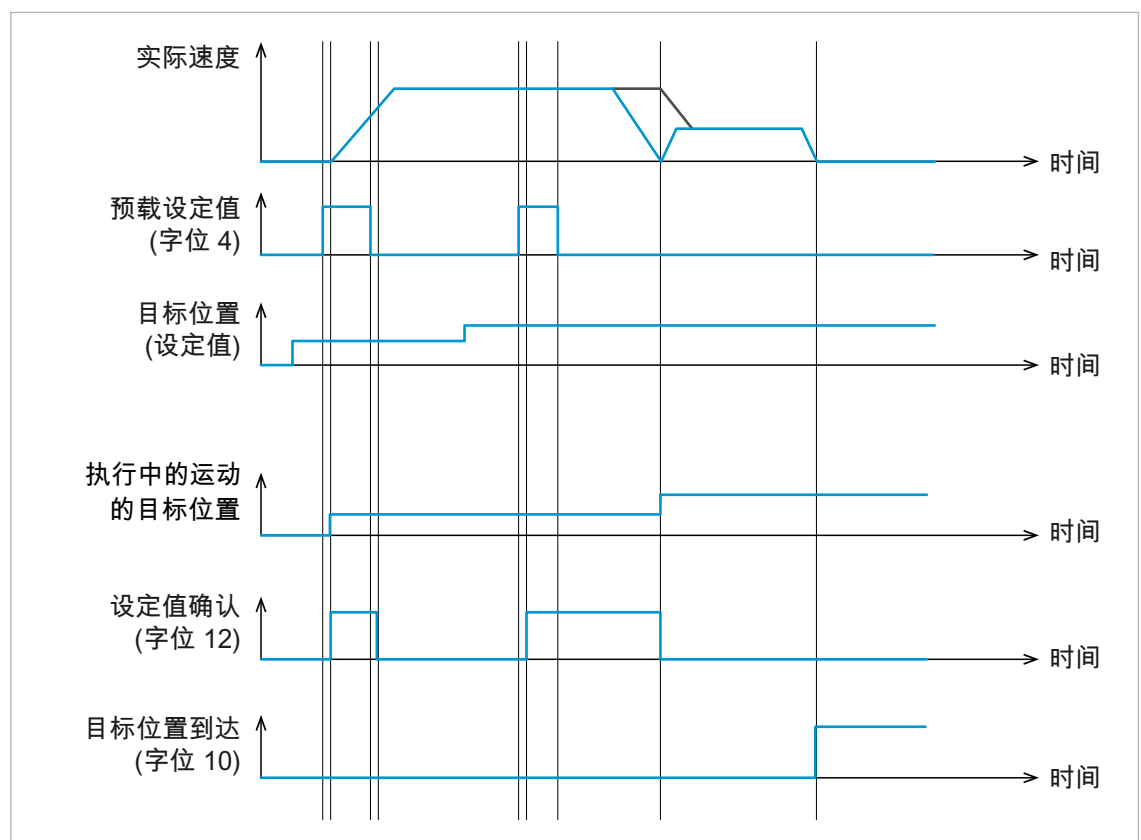 实际速度
时间
预载设定值
(字位 4)
时间
目标位置
(设定值)
时间
执行中的运动
的目标位置
时间
设定值确认
(字位 12)
时间
目标位置到达
(字位 10)
时间